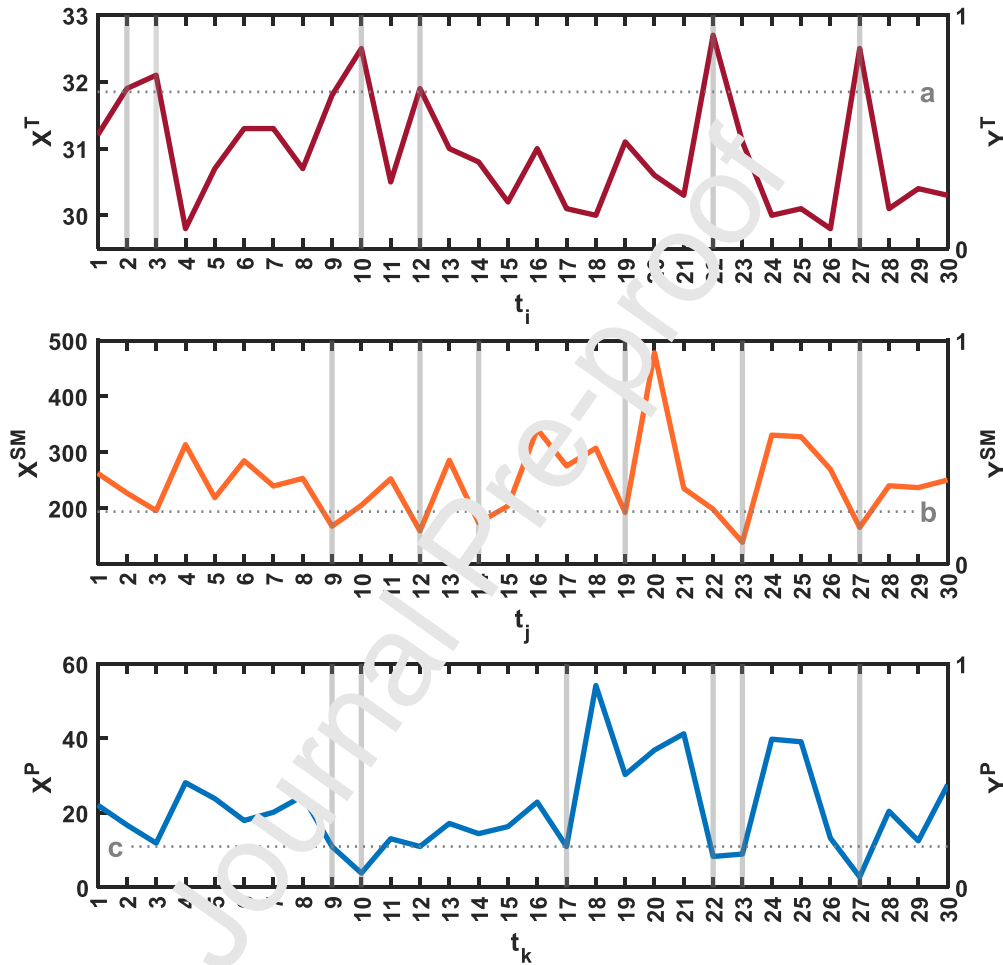 33 1
32 a
X^T Y^T
31
30
0
1 2 3 4 5 6 7 8 9 10 11 12 13 14 15 16 17 18 19 21 22 23 24 25 26 27 28 29 30
t_i
500 1
400
X^SM 300 Y^SM
200 b
0
1 2 3 4 5 6 7 8 9 10 11 12 13 14 15 16 17 18 19 20 21 22 23 24 25 26 27 28 29 30
t_j
60 1
40
X^P Y^P
20
c
0 0
1 2 3 4 5 7 8 9 10 11 12 13 14 15 16 17 18 19 20 21 22 23 24 25 26 27 28 29 30
t_k
Journal Pre-proof